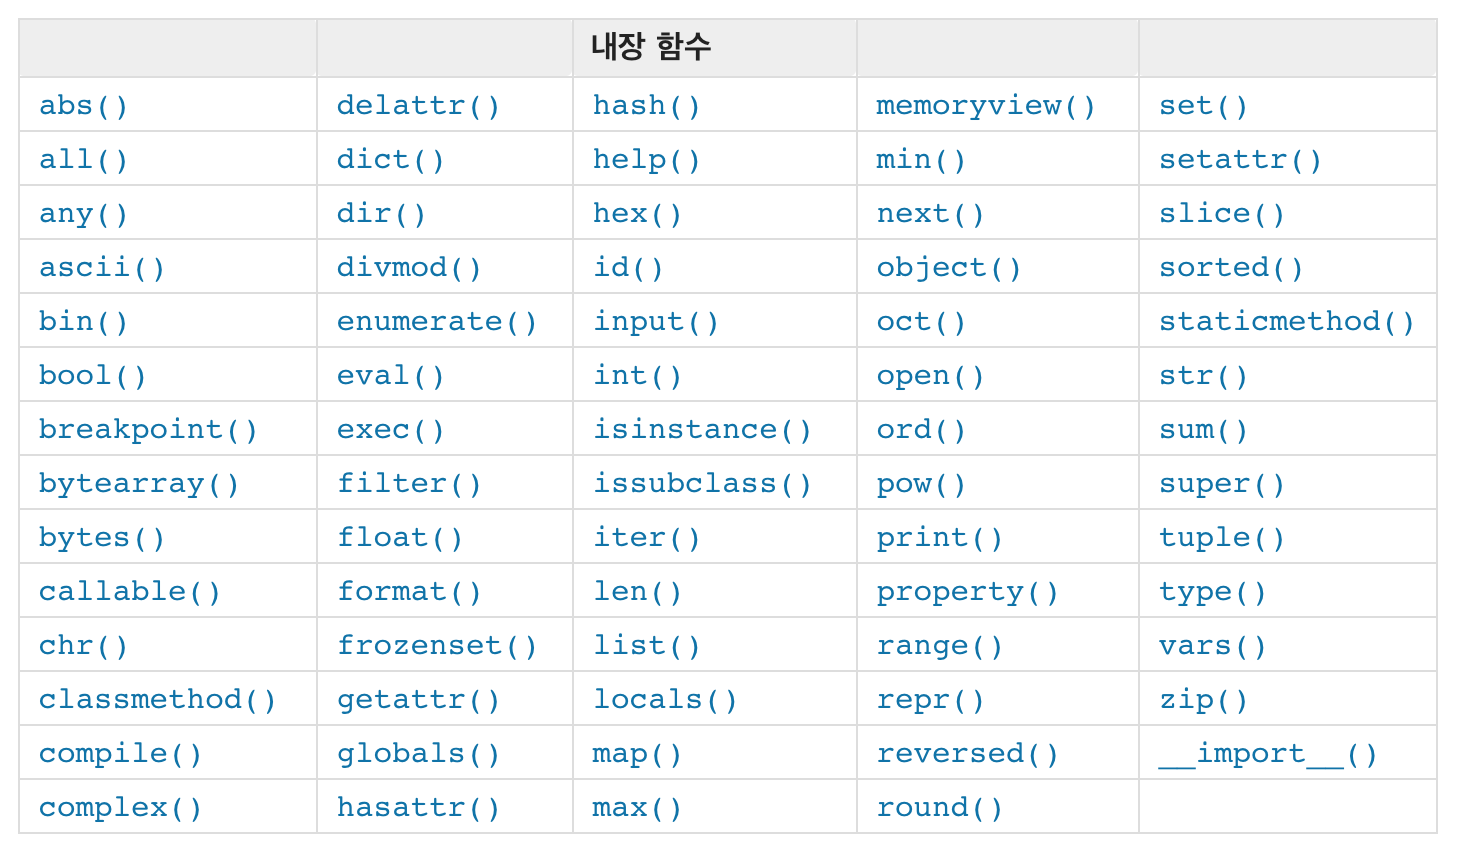 내장 함수
abs() delattr() hash() memoryview() set()
all() dict() help() min() setattr()
any() dir() hex() next() slice()
ascii() divmod() id() object() sorted()
bin() enumerate() input() oct() staticmethod()
bool() eval() int() open() str()
breakpoint() exec() isinstance() ord() sum()
bytearray() filter() issubclass() pow() super()
bytes() float() iter() print() tuple()
callable() format() len() property() type()
chr() frozenset() list() range() vars()
classmethod() getattr() locals() repr() zip()
compile() globals() map() reversed() __import__()
complex() hasattr() max() round()